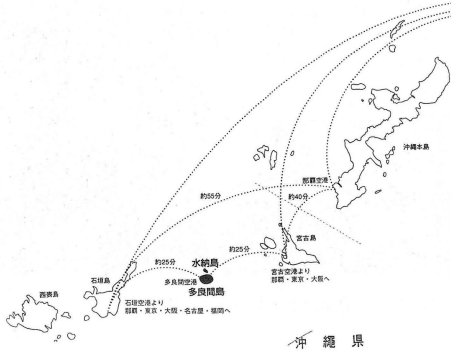 沖縄本島
那覇空港
約55分
約40分
宮古島
水納島
約25分
約25分
石垣島
多良間空港
多良間島
宮古空港より
那覇・東京・大阪へ
西表島
石垣空港より
那覇・東京・大阪・名古屋・福岡へ
沖縄県